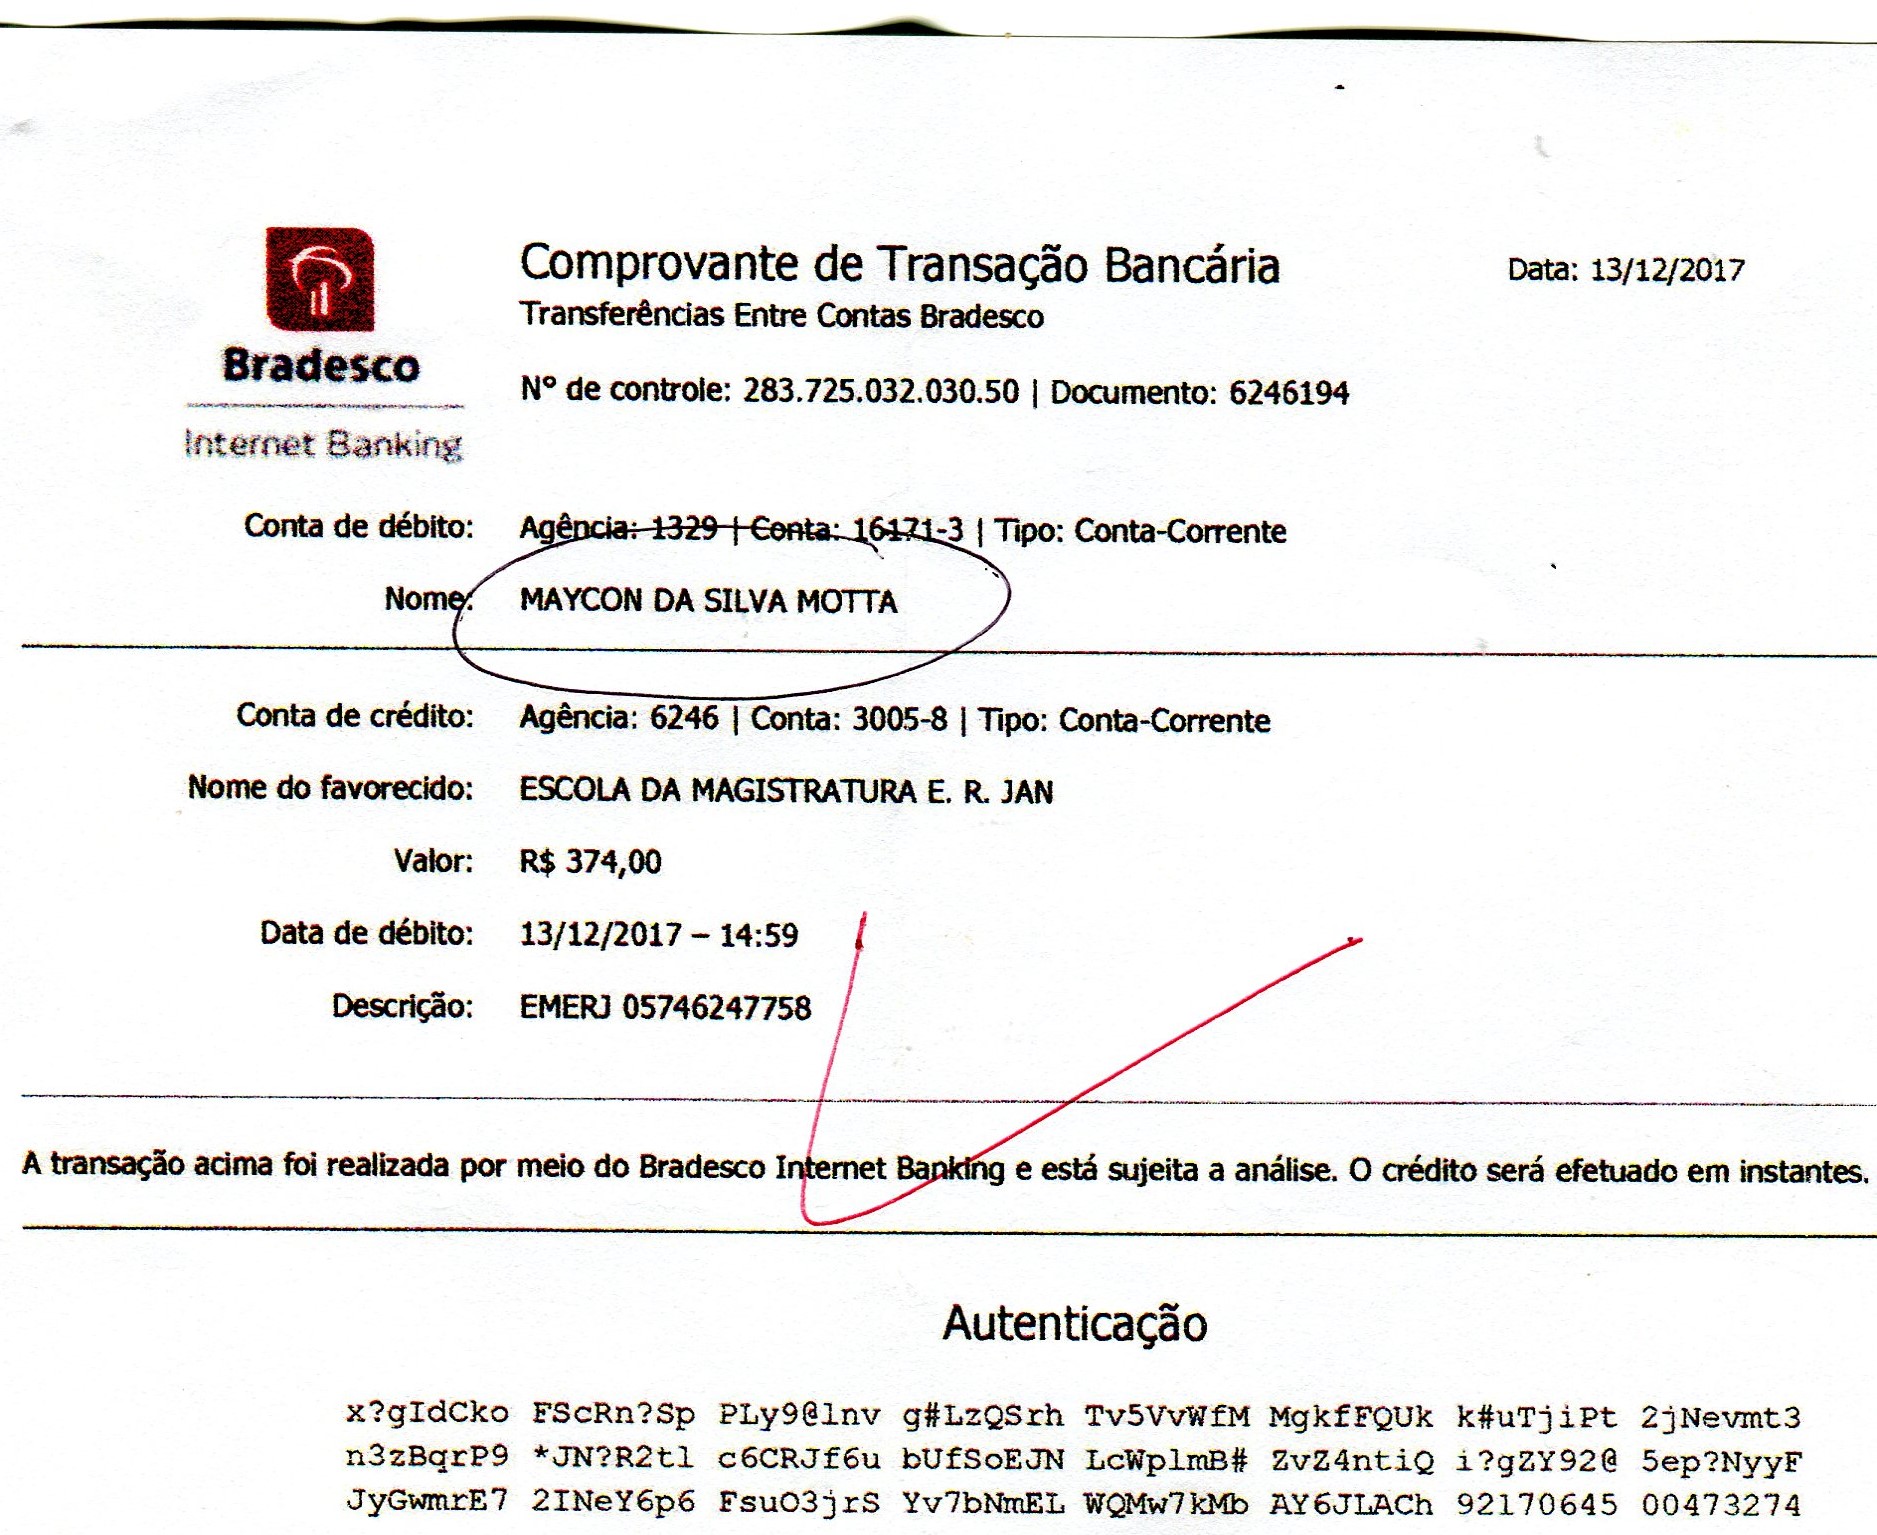 Comprovante de Transação Bancária
Data: 13/12/2017
Transferências Entre Contas Bradesco
Bradesco
Nº de controle: 283.725.032.030.50 | Documento: 6246194
Internet Banking
Conta de débito: Agência: 1329 | Conta: 16171-3 | Tipo: Conta-Corrente
Nome: MAYCON DA SILVA MOTTA
Conta de crédito: Agência: 6246 | Conta: 3005-8 | Tipo: Conta-Corrente
Nome do favorecido: ESCOLA DA MAGISTRATURA E. R. JAN
Valor: R$ 374,00
Data de débito: 13/12/2017 – 14:59
Descrição: EMERJ 05746247758
A transação acima foi realizada por meio do Bradesco Internet Banking e está sujeita a análise. O crédito será efetuado em instantes.
Autenticação
x?gIdCko FScRn?Sp PLy9@lnv g#LzQSrh Tv5VvWfM MgkfFQUk k#uTjiPt 2jNevmt3
n3zBqrP9 *JN?R2tl c6CRJf6u bUfSoEJN LcWplmB# ZvZ4ntiQ i?gZY92@ 5ep?NyyF
JyGwmrE7 2INeY6p6 FsuO3jrS Yv7bNmEL WQMw7kMb AY6JLACh 92170645 00473274